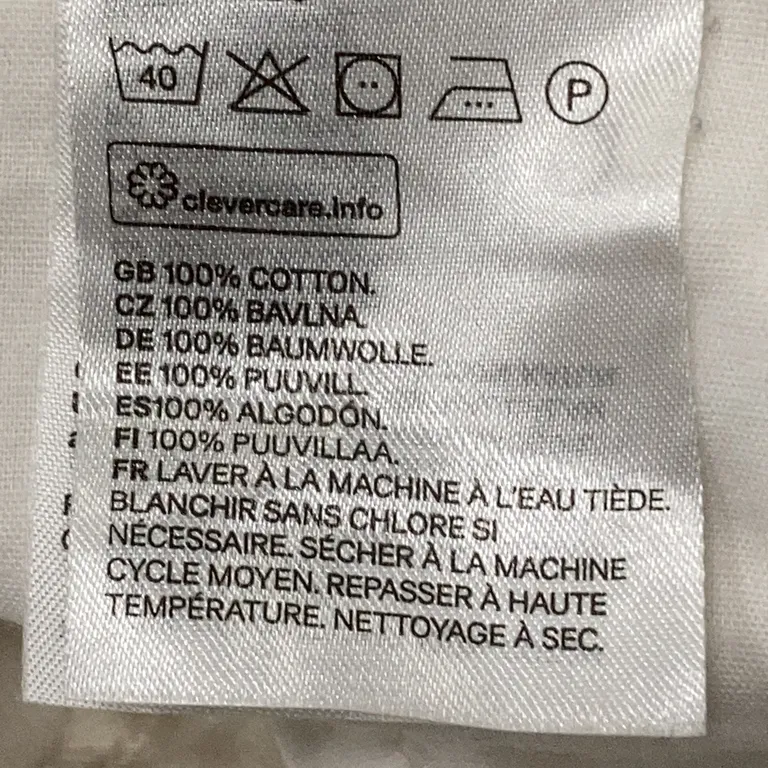 40
P
clevercare.info
GB 100% COTTON.
CZ 100% BAVLNA.
DE 100% BAUMWOLLE.
EE 100% PUUVILL.
ES100% ALGODÓN.
FI 100% PUUVILLAA.
FR LAVER À LA MACHINE À L'EAU TIÈDE.
BLANCHIR SANS CHLORE SI
NÉCESSAIRE. SÉCHER À LA MACHINE
CYCLE MOYEN. REPASSER À HAUTE
TEMPÉRATURE. NETTOYAGE À SEC.